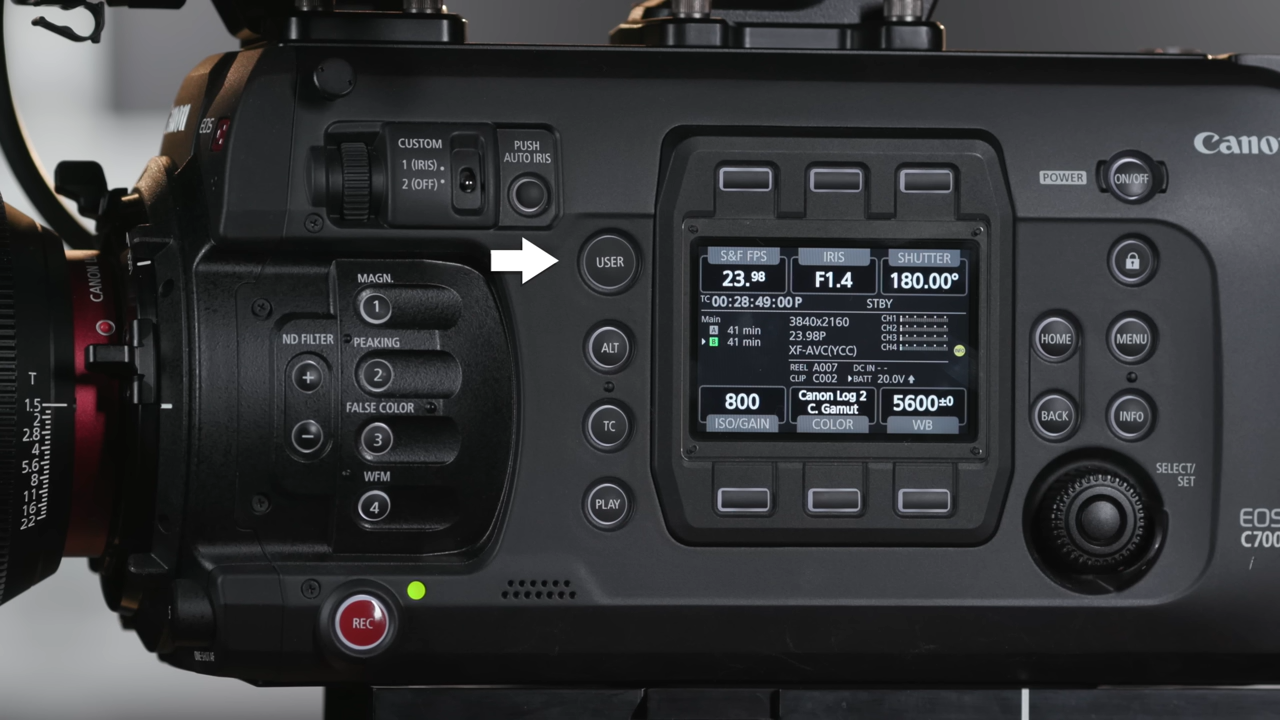 EOS
CUSTOM
1 (IRIS)
2 (OFF)
PUSH
AUTO IRIS
POWER
ON/OFF
Cano
USER
S&F FPS
IRIS
SHUTTER
23.98
F1.4
180.00°
TC 00:28:49:00 P
STBY
Main
A 41 min
B 41 min
3840x2160
23.98P
XF-AVC(YCC)
CH1
CH2
CH3
CH4
REEL A007
CLIP C002
DC IN - -
BATT 20.0V
800
Canon Log 2
C. Gamut
5600±0
ISO/GAIN
COLOR
WB
MAGN.
1
ND FILTER
PEAKING
+
2
FALSE COLOR
-
3
WFM
4
ALT
TC
PLAY
HOME
MENU
BACK
INFO
SELECT/
SET
EOS
C700
REC
CANON
T
1.5
2
2.8
4
5.6
8
11
16
22